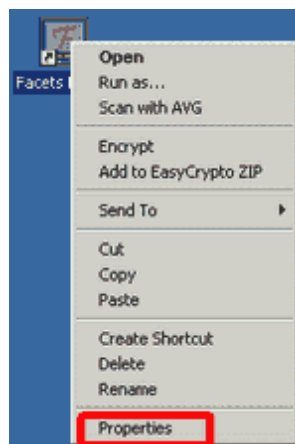 Facets
Open
Run as...
Scan with AVG
Encrypt
Add to EasyCrypto ZIP
Send To
Cut
Copy
Paste
Create Shortcut
Delete
Rename
Properties